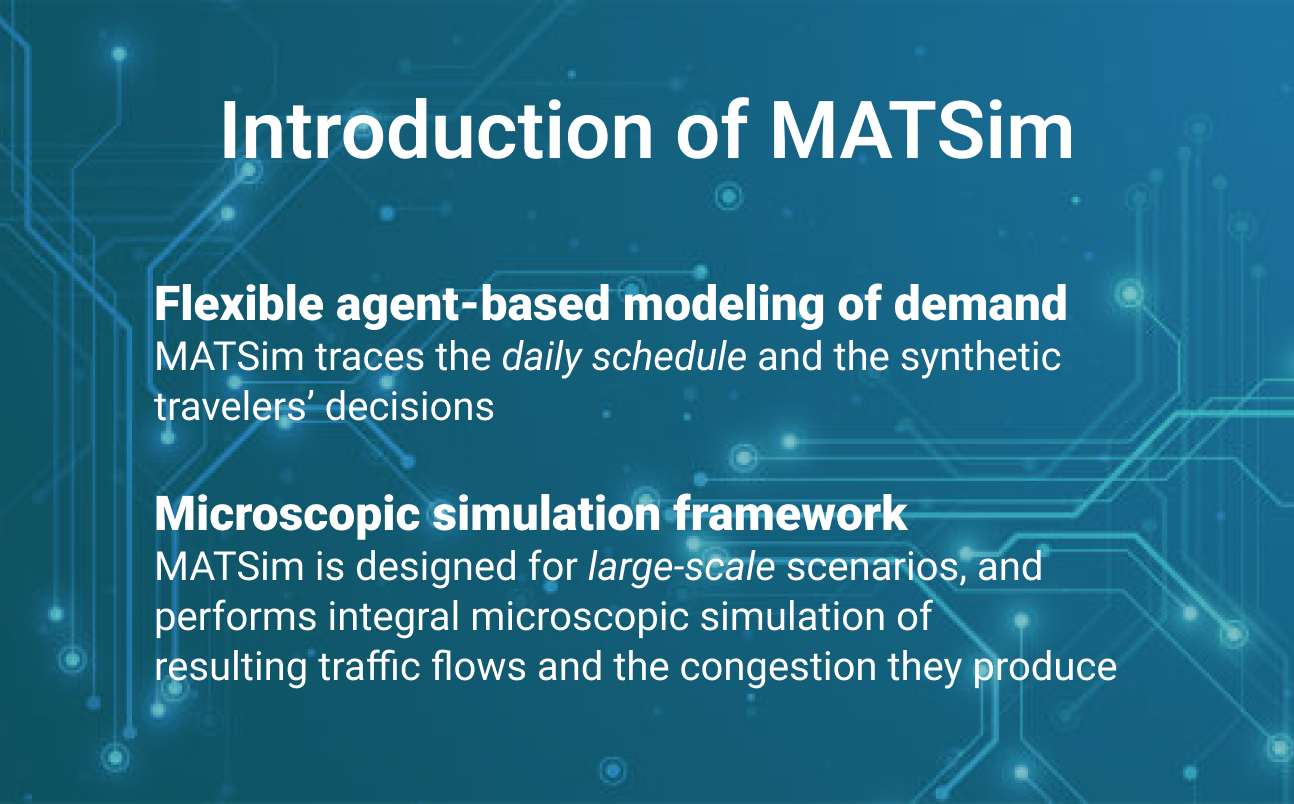 Introduction of MATSim
Flexible agent-based modeling of demand
MATSim traces the daily schedule and the synthetic
travelers’ decisions
Microscopic simulation framework
MATSim is designed for large-scale scenarios, and
performs integral microscopic simulation of
resulting traffic flows and the congestion they produce